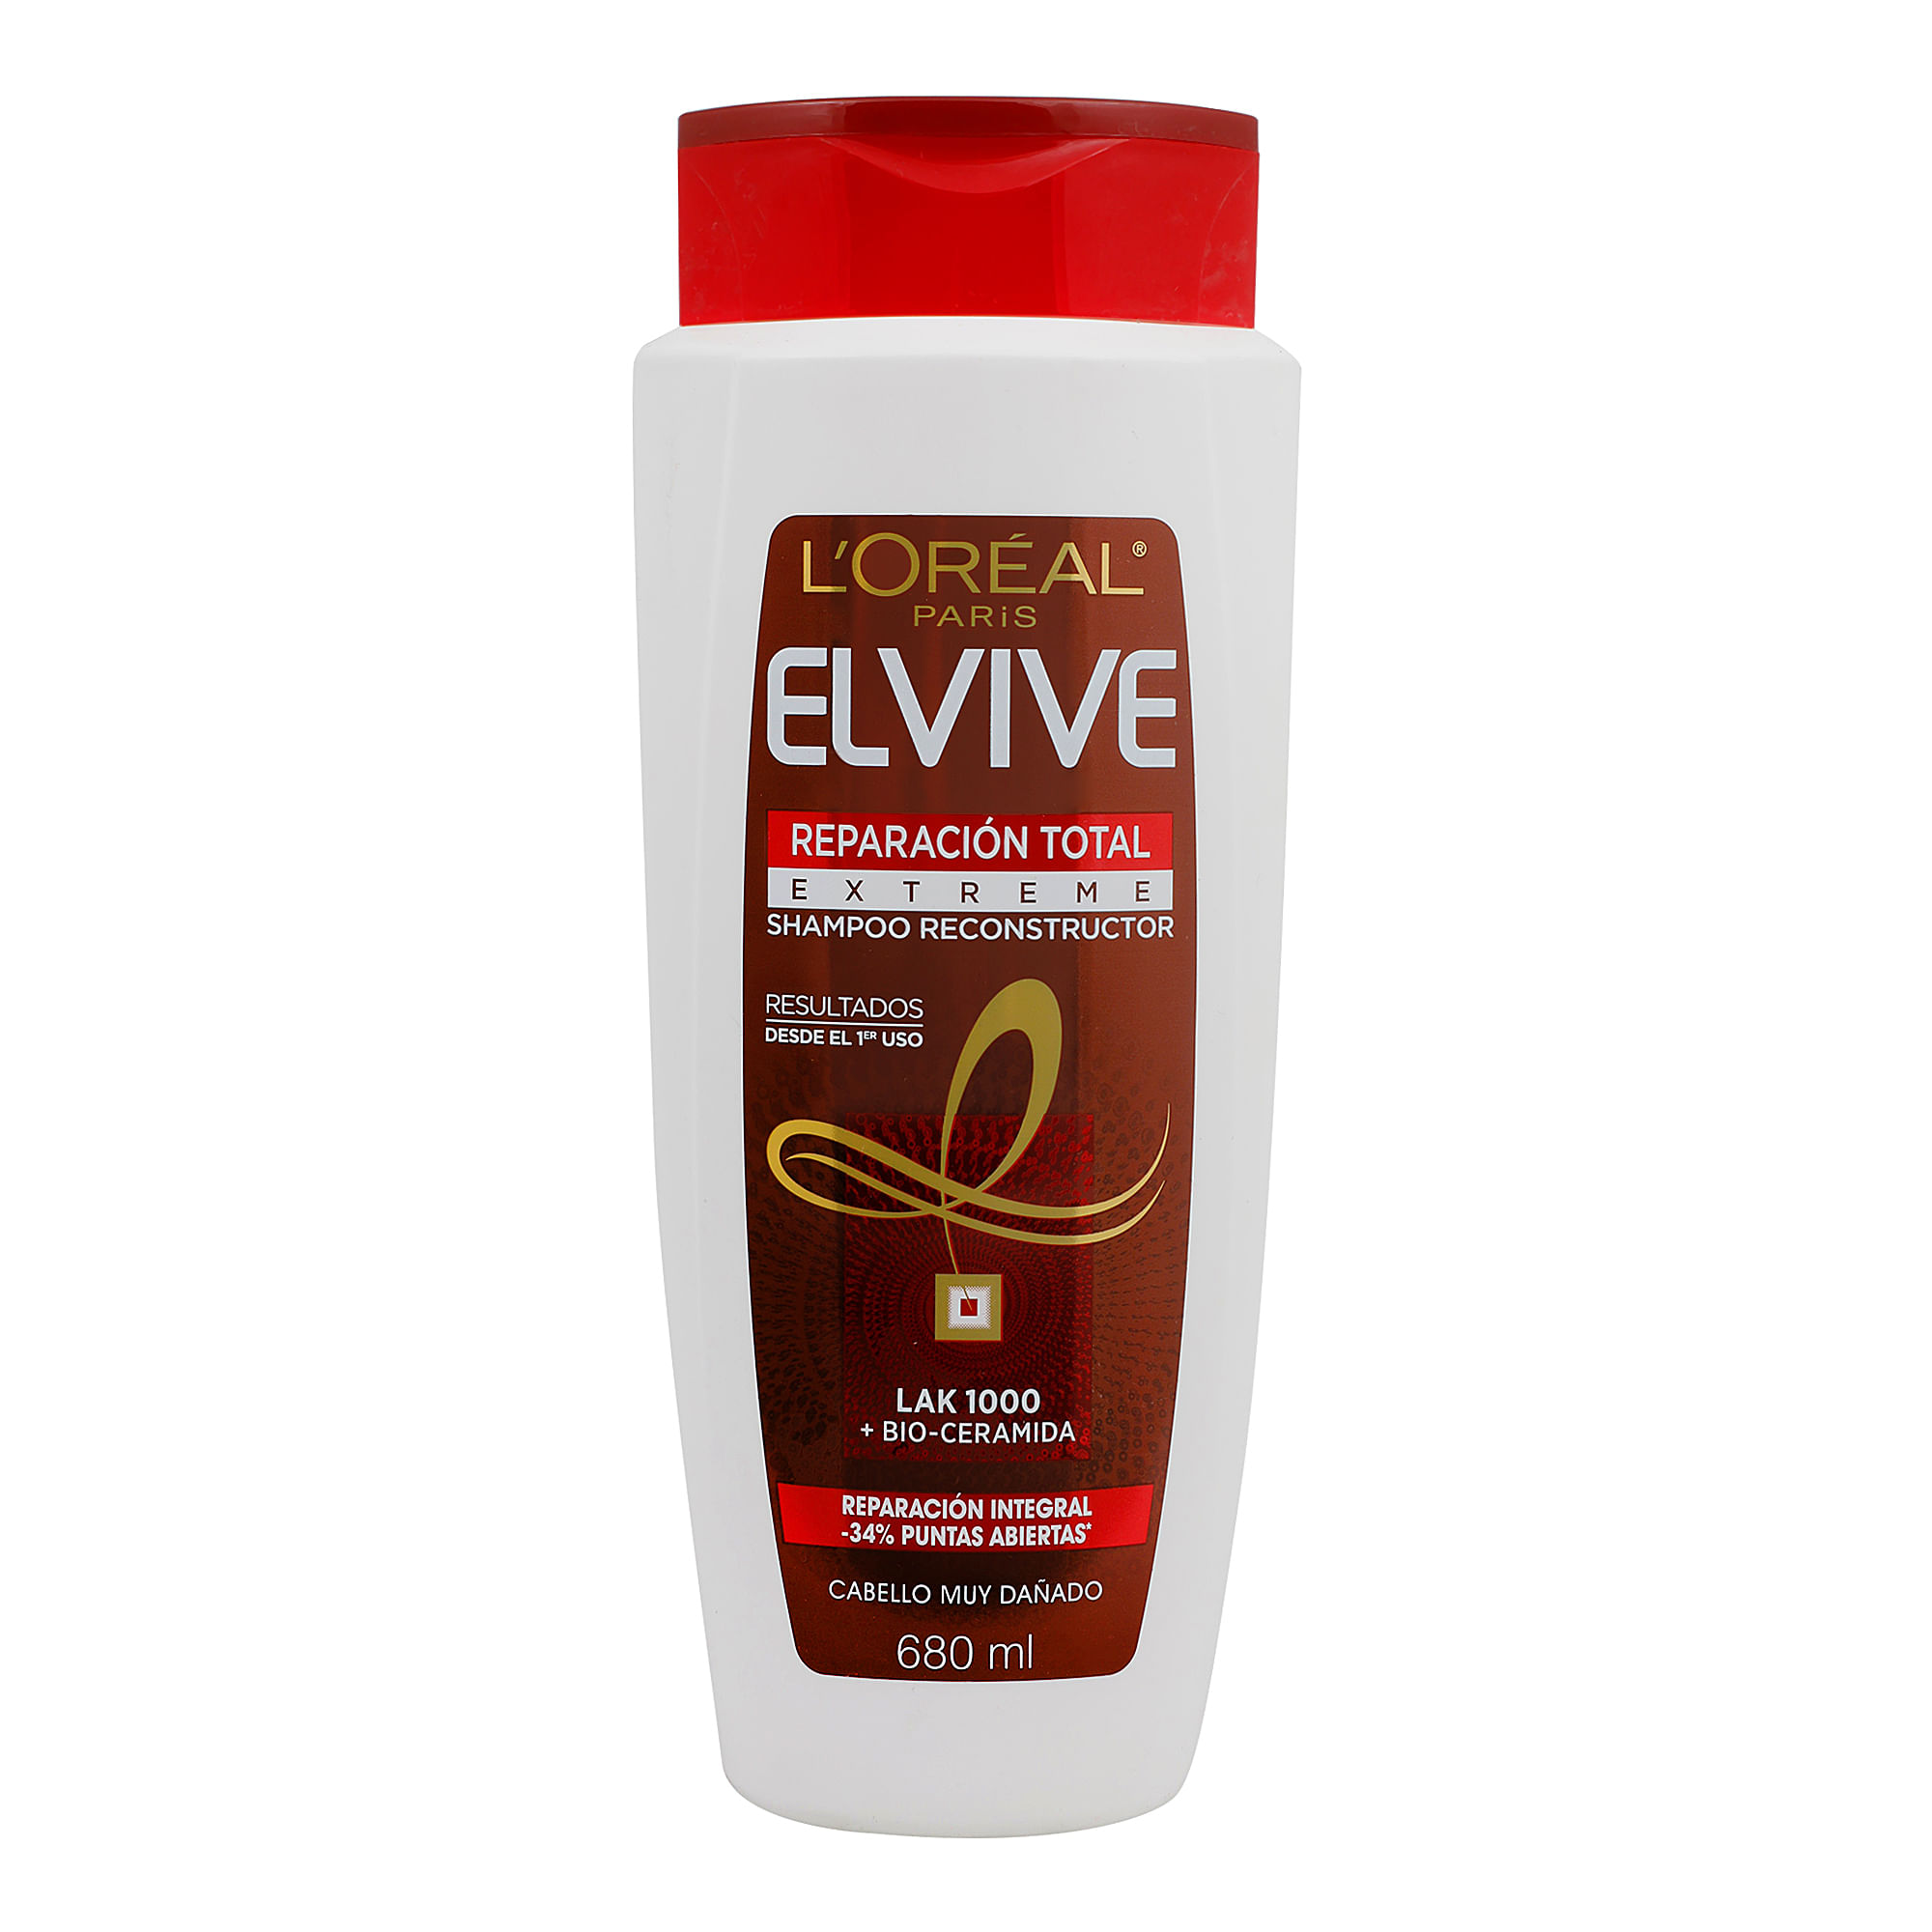 L'ORÉAL®
PARiS
ELVIVE
REPARACIÓN TOTAL
EXTREME
SHAMPOO RECONSTRUCTOR
RESULTADOS
DESDE EL 1ER USO
LAK 1000
+ BIO-CERAMIDA
REPARACIÓN INTEGRAL
-34% PUNTAS ABIERTAS*
CABELLO MUY DAÑADO
680 ml